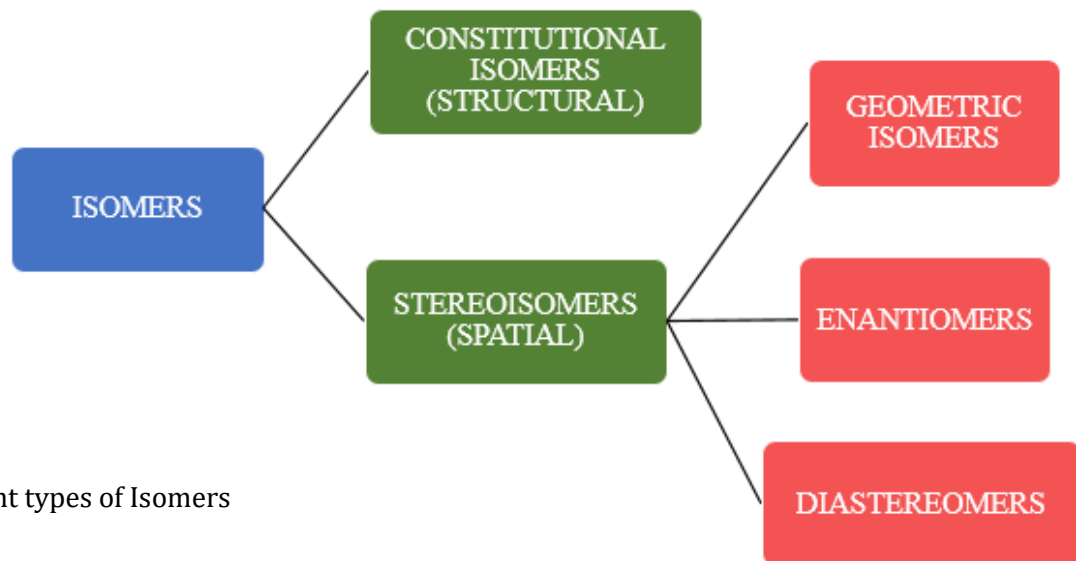 CONSTITUTIONAL
ISOMERS
(STRUCTURAL)
GEOMETRIC
ISOMERS
ISOMERS
STEREOISOMERS
(SPATIAL)
ENANTIOMERS
DIASTEREOMERS
types of Isomers